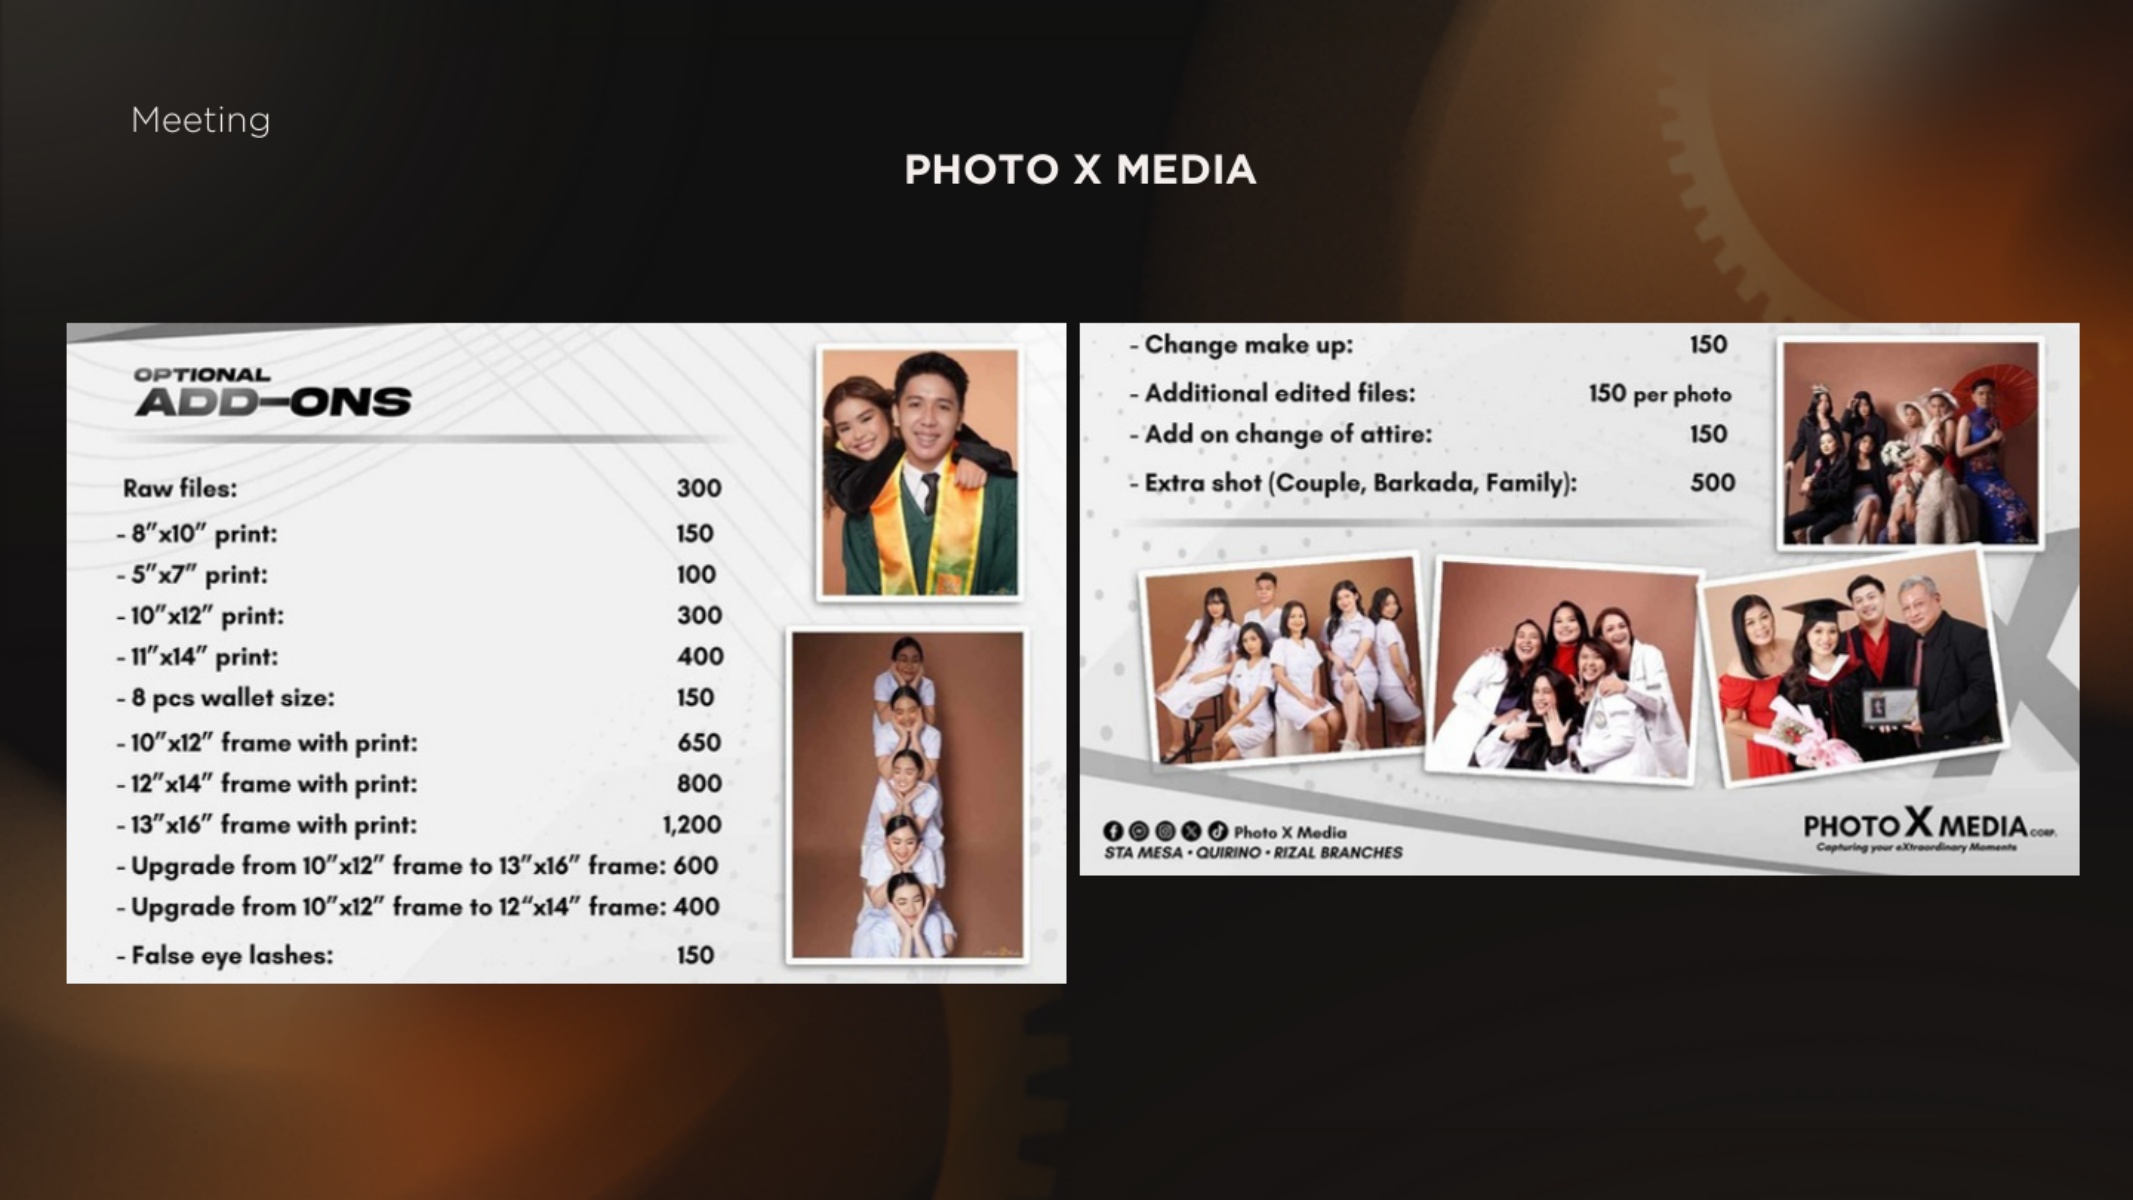 Meeting
PHOTO X MEDIA
OPTIONAL
ADD-ONS
Raw files: 300
- 8"x10" print: 150
- 5"x7" print: 100
- 10"x12" print: 300
- 11"x14" print: 400
- 8 pcs wallet size: 150
- 10"x12" frame with print: 650
- 12"x14" frame with print: 800
- 13"x16" frame with print: 1,200
- Upgrade from 10"x12" frame to 13"x16" frame: 600
- Upgrade from 10"x12" frame to 12"x14" frame: 400
- False eye lashes: 150
- Change make up: 150
- Additional edited files: 150 per photo
- Add on change of attire: 150
- Extra shot (Couple, Barkada, Family): 500
Photo X Media
STA MESA • QUIRINO • RIZAL BRANCHES
PHOTO X MEDIA CORP.
Capturing your eXtraordinary Moments